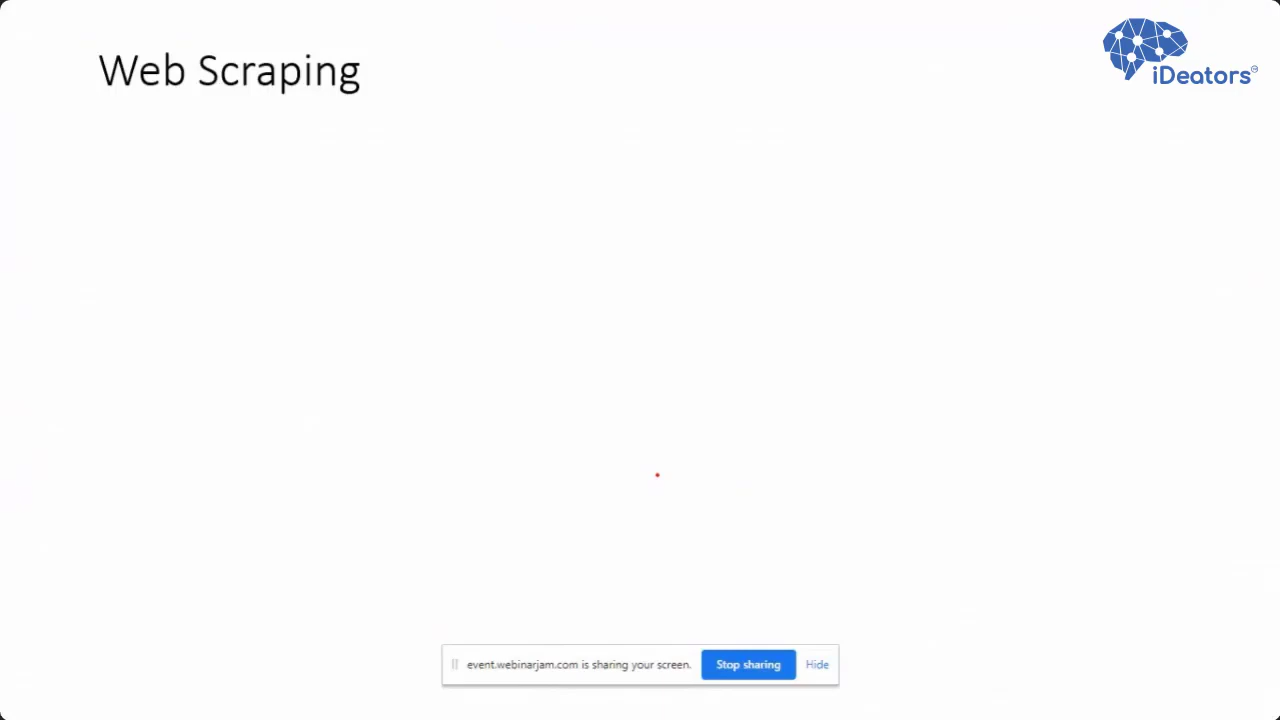 Web Scraping
iDeators
event.webinarjam.com is sharing your screen.
Stop sharing
Hide